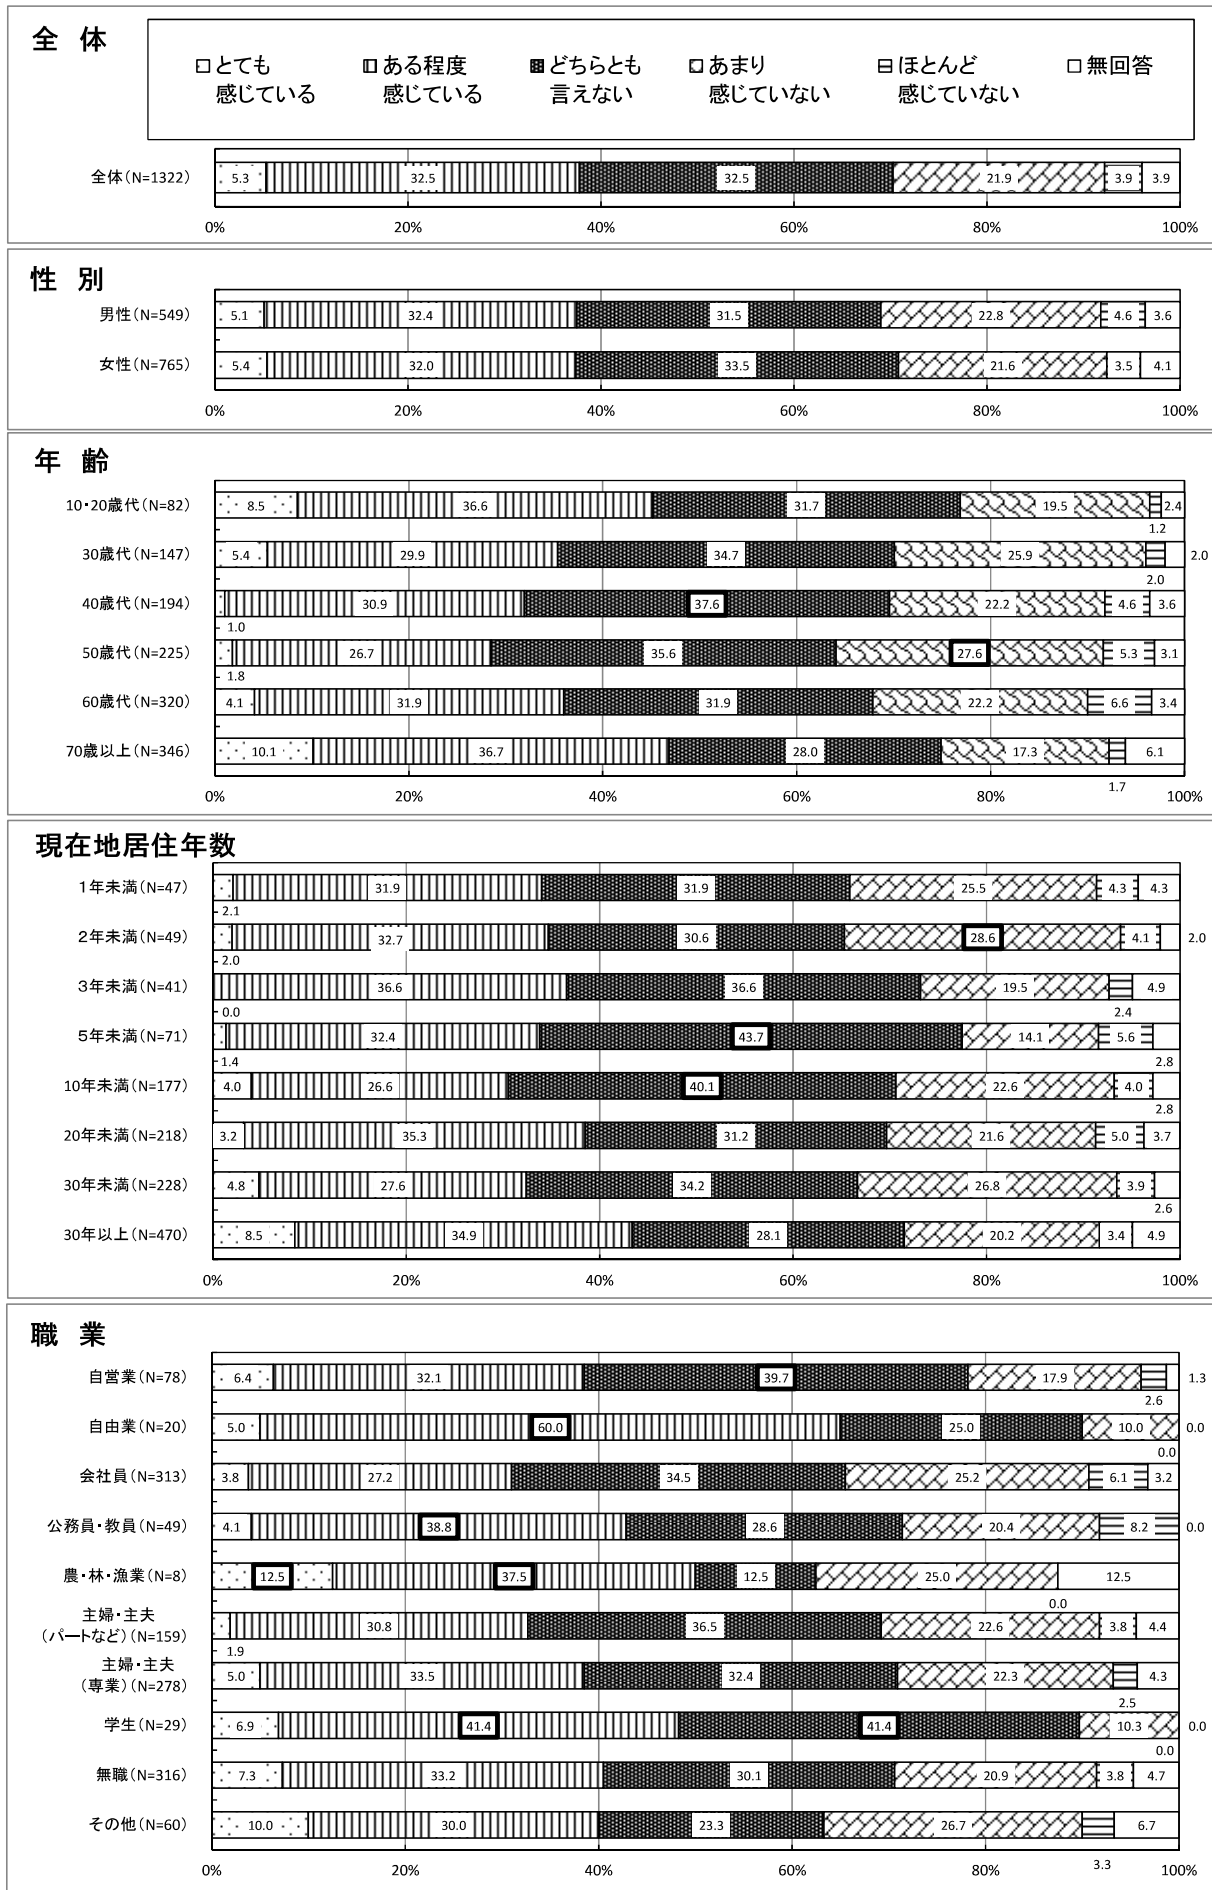 全 体
とても 感じている
ある程度 感じている
どちらとも 言えない
あまり 感じていない
ほとんど 感じていない
無回答
全体(N=1322) 5.3 32.5 32.5 21.9 3.9 3.9
0% 20% 40% 60% 80% 100%
性 別
男性(N=549) 5.1 32.4 31.5 22.8 4.6 3.6
女性(N=765) 5.4 32.0 33.5 21.6 3.5 4.1
0% 20% 40% 60% 80% 100%
年 齢
10・20歳代(N=82) 8.5 36.6 31.7 19.5 1.2 2.4
30歳代(N=147) 5.4 29.9 34.7 25.9 2.0 2.0
40歳代(N=194) 1.0 30.9 37.6 22.2 4.6 3.6
50歳代(N=225) 1.8 26.7 35.6 27.6 5.3 3.1
60歳代(N=320) 4.1 31.9 31.9 22.2 6.6 3.4
70歳以上(N=346) 10.1 36.7 28.0 17.3 1.7 6.1
0% 20% 40% 60% 80% 100%
現在地居住年数
1年未満(N=47) 2.1 31.9 31.9 25.5 4.3 4.3
2年未満(N=49) 2.0 32.7 30.6 28.6 4.1 2.0
3年未満(N=41) 0.0 36.6 36.6 19.5 2.4 4.9
5年未満(N=71) 1.4 32.4 43.7 14.1 5.6 2.8
10年未満(N=177) 4.0 26.6 40.1 22.6 4.0 2.8
20年未満(N=218) 3.2 35.3 31.2 21.6 5.0 3.7
30年未満(N=228) 4.8 27.6 34.2 26.8 3.9 2.6
30年以上(N=470) 8.5 34.9 28.1 20.2 3.4 4.9
0% 20% 40% 60% 80% 100%
職 業
自営業(N=78) 6.4 32.1 39.7 17.9 2.6 1.3
自由業(N=20) 5.0 60.0 25.0 10.0 0.0 0.0
会社員(N=313) 3.8 27.2 34.5 25.2 6.1 3.2
公務員・教員(N=49) 4.1 38.8 28.6 20.4 8.2 0.0
農・林・漁業(N=8) 12.5 37.5 12.5 25.0 0.0 12.5
主婦・主夫
(パートなど)(N=159) 1.9 30.8 36.5 22.6 3.8 4.4
主婦・主夫
(専業)(N=278) 5.0 33.5 32.4 22.3 2.5 4.3
学生(N=29) 6.9 41.4 41.4 10.3 0.0 0.0
無職(N=316) 7.3 33.2 30.1 20.9 3.8 4.7
その他(N=60) 10.0 30.0 23.3 26.7 3.3 6.7
0% 20% 40% 60% 80% 100%